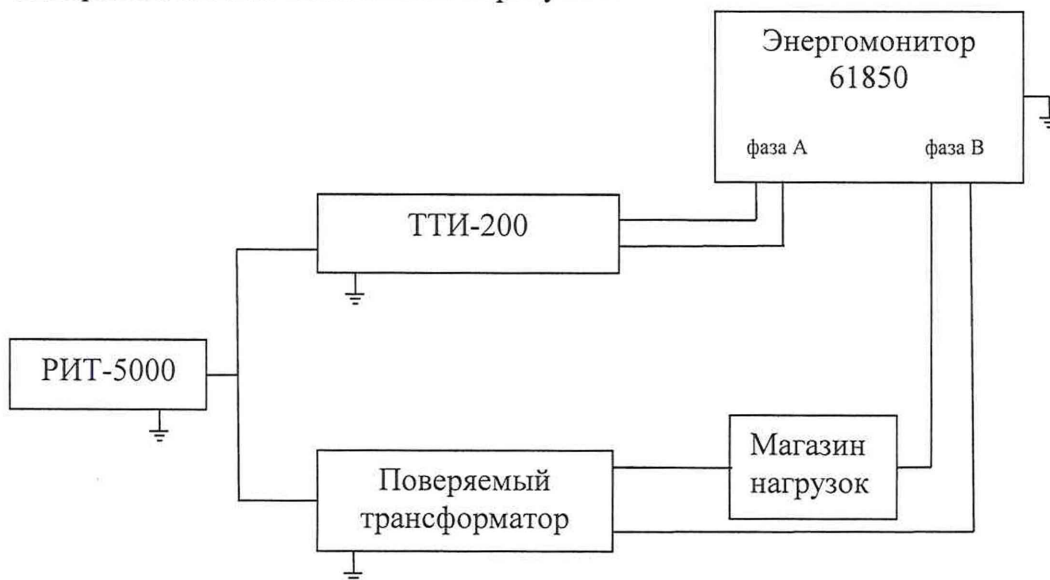 Энергомонитор
61850
фаза А
фаза В
ТТИ-200
РИТ-5000
Магазин
нагрузок
Поверяемый
трансформатор